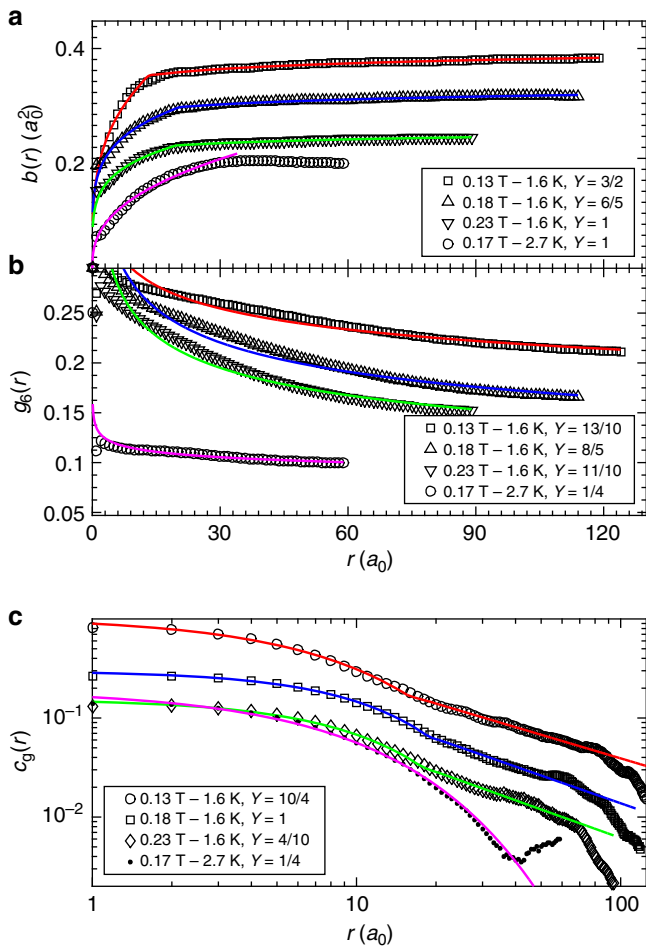 a
0.4
0.2
b(r) (a₀²)
0.13 T – 1.6 K, Y = 3/2
0.18 T – 1.6 K, Y = 6/5
0.23 T – 1.6 K, Y = 1
0.17 T – 2.7 K, Y = 1
b
0.25
0.2
0.15
0.1
0.05
g₆(r)
0.13 T – 1.6 K, Y = 13/10
0.18 T – 1.6 K, Y = 8/5
0.23 T – 1.6 K, Y = 11/10
0.17 T – 2.7 K, Y = 1/4
0 30 60 90 120
r (a₀)
c
10⁻¹
10⁻²
c_g(r)
0.13 T – 1.6 K, Y = 10/4
0.18 T – 1.6 K, Y = 1
0.23 T – 1.6 K, Y = 4/10
0.17 T – 2.7 K, Y = 1/4
1 10 100
r (a₀)